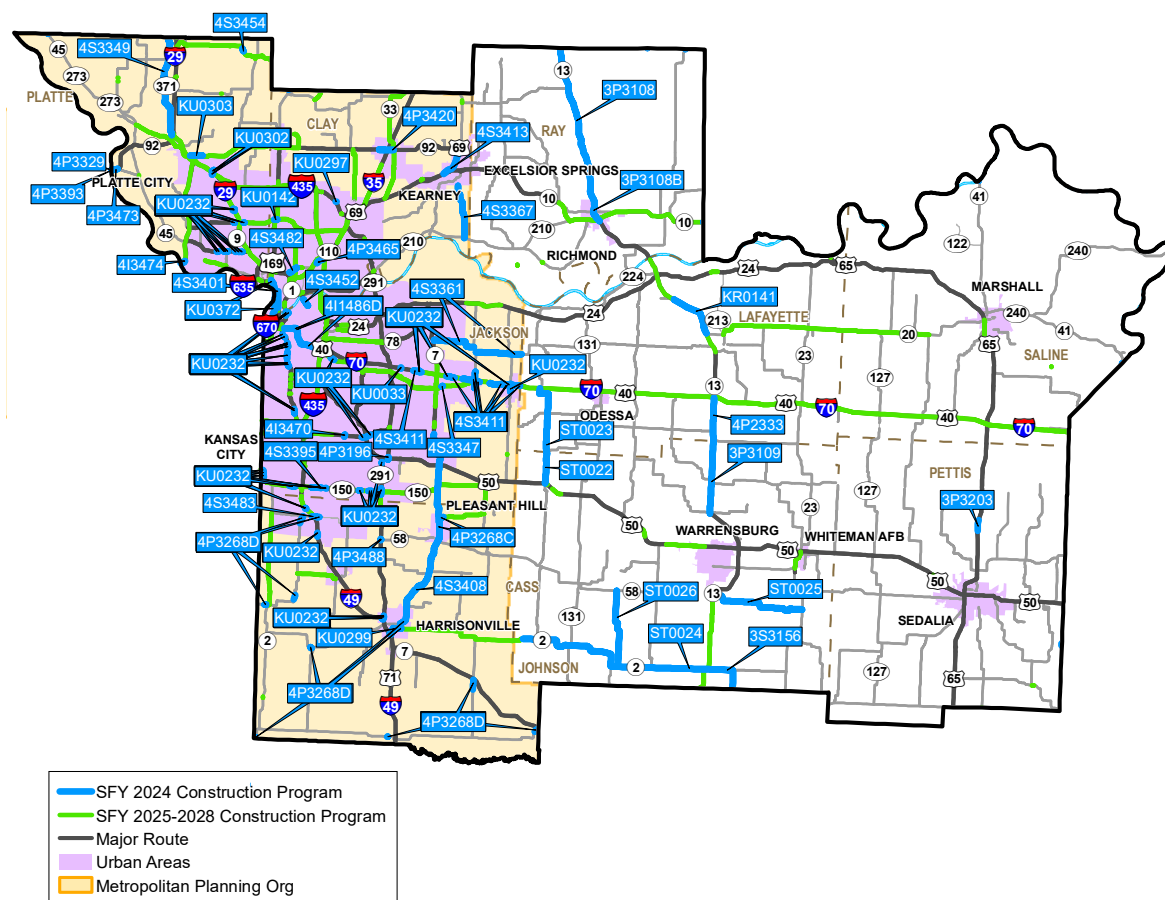 4S3454
45
4S3349
29
13
273
371
3P3108
PLATTE
273
KU0303
CLAY
33
4P3420
41
KU0302
4S3413
RAY
92
92
69
4P3329
KU0297
EXCELSIOR SPRINGS
PLATTE CITY
29
435
35
3P3108B
4P3393
KEARNEY
KU0142
10
41
4P3473
KU0232
69
4S3367
210
10
45
9
4S3482
210
122
240
4P3465
110
RICHMOND
4I3474
169
224
24
65
4S3401
635
4S3452
291
4S3361
MARSHALL
1
KR0141
KU0372
4I1486D
KU0232
213
240
670
24
JACKSON
24
LAFAYETTE
41
78
131
20
40
7
65
SALINE
KU0232
70
KU0232
23
KU0232
KU0033
127
13
435
70
40
40
70
40
70
4S3411
ODESSA
4I3470
4S3411
4S3347
ST0023
4P2333
KANSAS
CITY
4S3395
4P3196
3P3109
KU0232
291
ST0022
PETTIS
50
150
150
127
3P3203
4S3483
KU0232
PLEASANT HILL
23
50
WARRENSBURG
4P3268D
KU0232
4P3488
58
4P3268C
50
WHITEMAN AFB
CASS
4S3408
50
49
58
13
ST0025
50
ST0026
KU0232
131
SEDALIA
KU0299
HARRISONVILLE
2
2
ST0024
3S3156
7
JOHNSON
2
127
4P3268D
71
65
49
4P3268D
SFY 2024 Construction Program
SFY 2025-2028 Construction Program
Major Route
Urban Areas
Metropolitan Planning Org